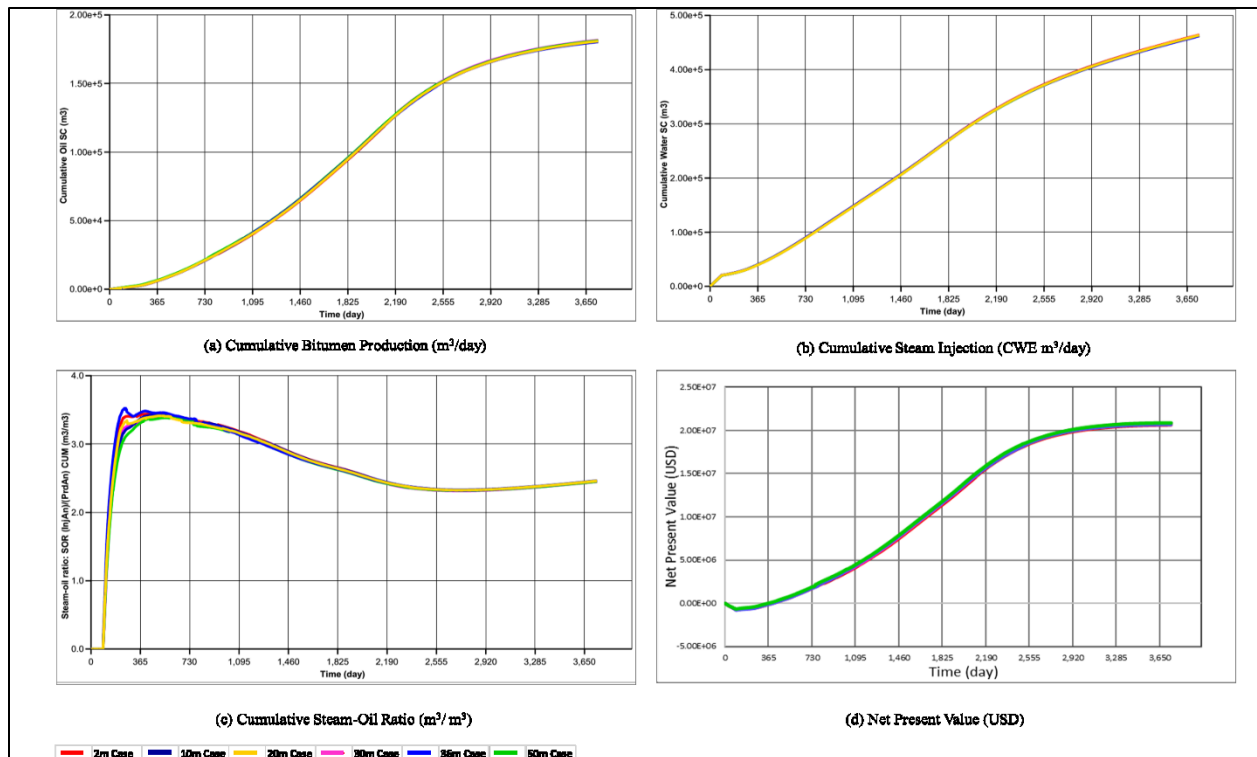 2.00e+5
1.50e+5
1.00e+5
5.00e+4
0.00e+0
Cumulative Oil SC (m3)
0 365 730 1,095 1,460 1,825 2,190 2,555 2,920 3,285 3,650
Time (day)
(a) Cumulative Bitumen Production (m³/day)
5.00e+5
4.00e+5
3.00e+5
2.00e+5
1.00e+5
0.00e+0
Cumulative Water SC (m3)
0 365 730 1,095 1,460 1,825 2,190 2,555 2,920 3,285 3,650
Time (day)
(b) Cumulative Steam Injection (CWE m³/day)
4.0
3.0
2.0
1.0
0.0
Steam-oil ratio: SOR (InjAn)/(PrdAn) CUM (m3/m3)
0 365 730 1,095 1,460 1,825 2,190 2,555 2,920 3,285 3,650
Time (day)
(c) Cumulative Steam-Oil Ratio (m³/ m³)
2.50E+07
2.00E+07
1.50E+07
1.00E+07
5.00E+06
0.00E+00
-5.00E+06
Net Present Value (USD)
0 365 730 1,095 1,460 1,825 2,190 2,555 2,920 3,285 3,650
Time (day)
(d) Net Present Value (USD)
2m Case 10m Case 20m Case 30m Case 36m Case 50m Case